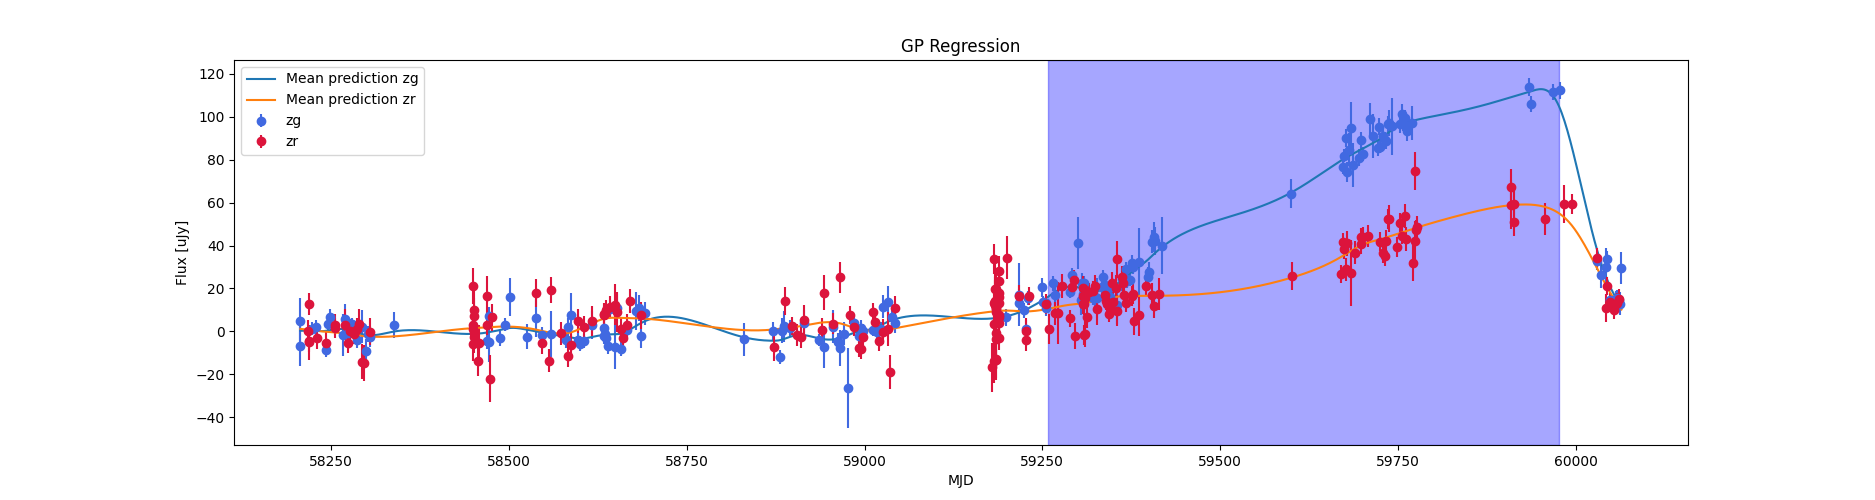 GP Regression
Mean prediction zg
Mean prediction zr
zg
zr
Flux [uJy]
120
100
80
60
40
20
0
−20
−40
58250 58500 58750 59000 59250 59500 59750 60000
MJD